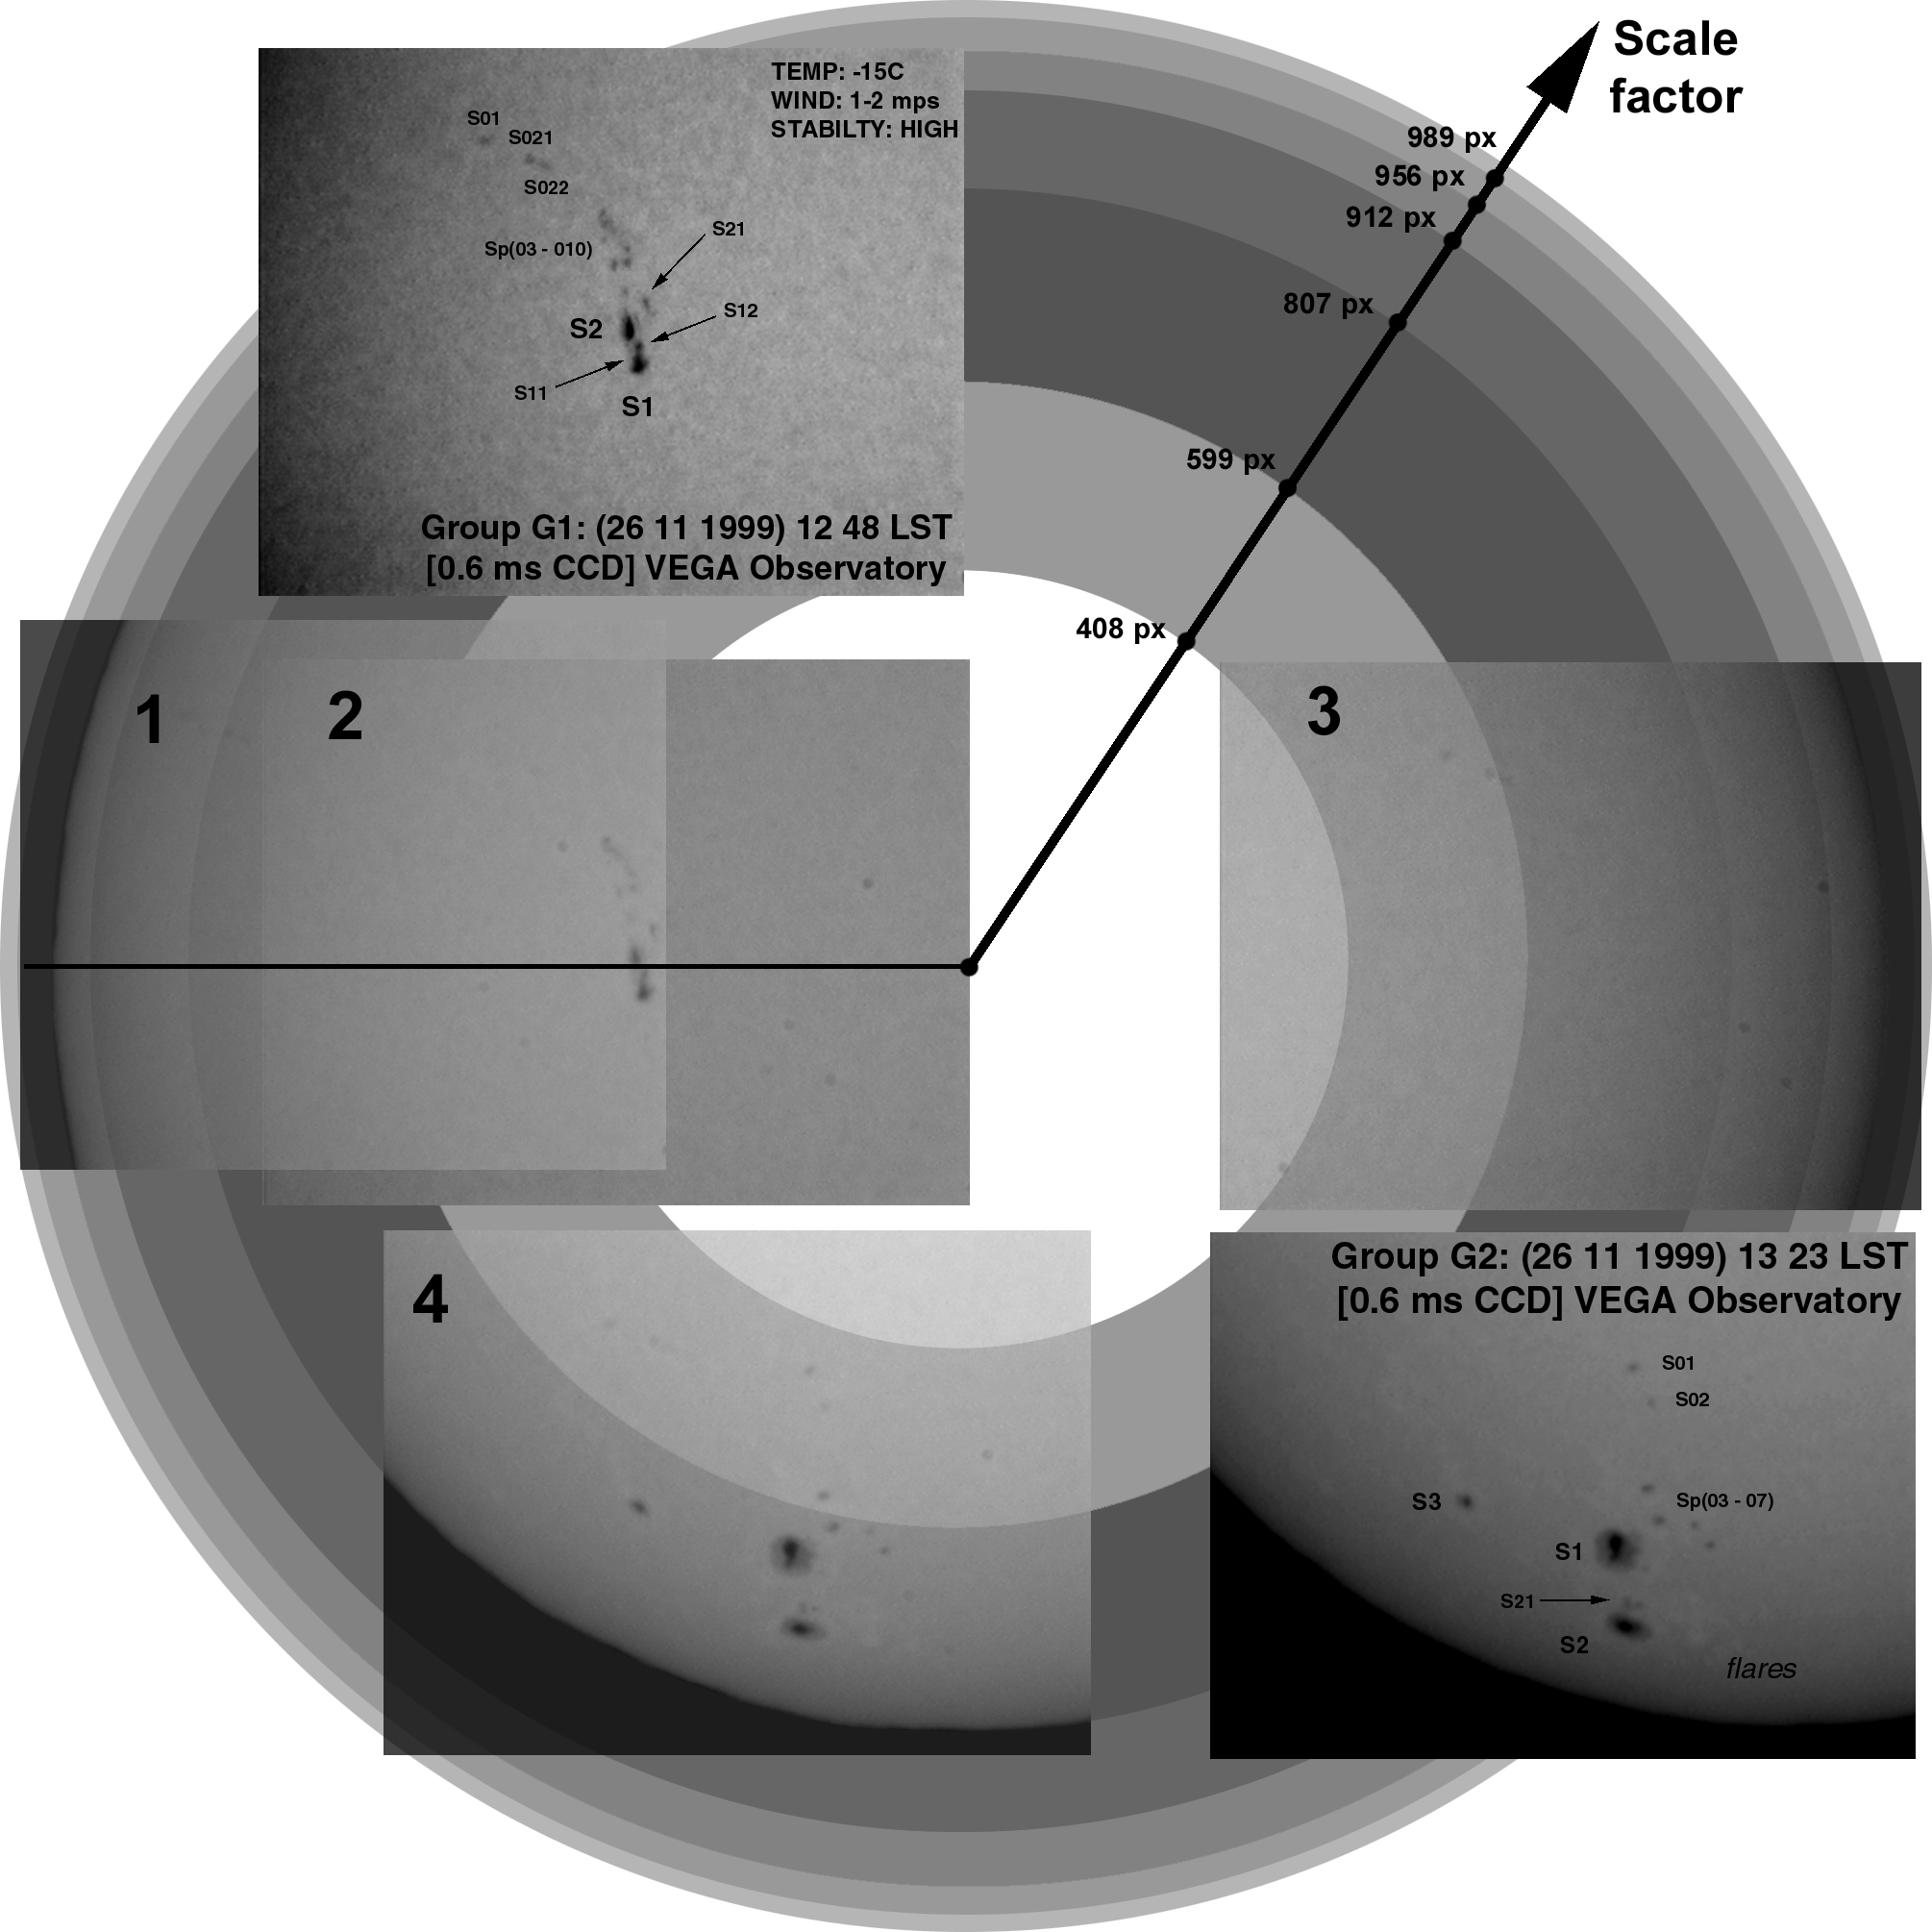 Scale
factor
989 px
956 px
912 px
807 px
599 px
408 px
TEMP: -15C
WIND: 1-2 mps
STABILTY: HIGH
S01
S021
S022
Sp(03 - 010)
S21
S12
S2
S11
S1
Group G1: (26 11 1999) 12 48 LST
[0.6 ms CCD] VEGA Observatory
1
2
3
4
Group G2: (26 11 1999) 13 23 LST
[0.6 ms CCD] VEGA Observatory
S01
S02
S3
Sp(03 - 07)
S1
S21
S2
flares